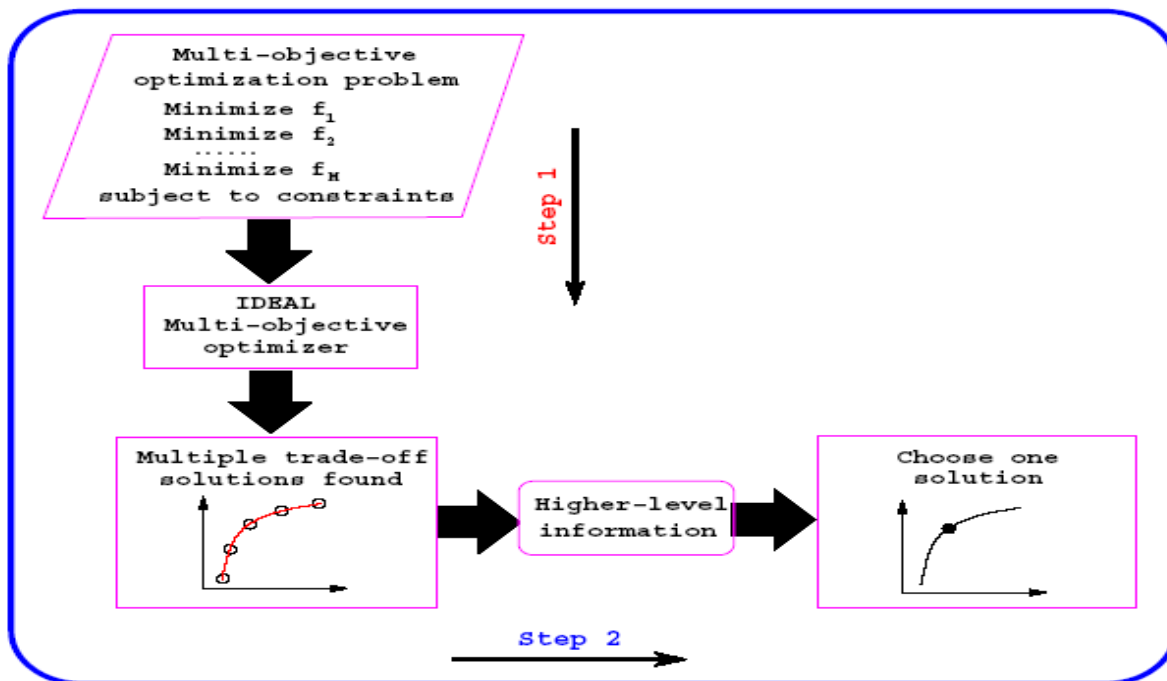 Multi-objective
optimization problem
Minimize f1
Minimize f2
......
Minimize fM
subject to constraints
Step 1
IDEAL
Multi-objective
optimizer
Multiple trade-off
solutions found
Higher-level
information
Choose one
solution
Step 2